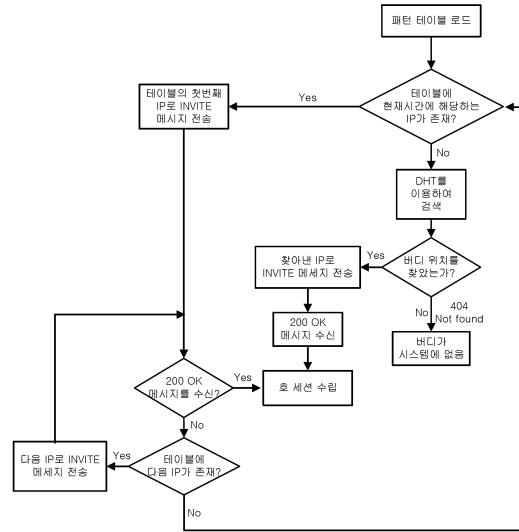 패턴 테이블 로드
테이블에
현재시간에 해당하는
IP가 존재?
Yes
테이블의 첫번째
IP로 INVITE
메시지 전송
No
DHT를
이용하여
검색
버디 위치를
찾았는가?
Yes
찾아낸 IP로
INVITE 메세지 전송
No
404
Not found
버디가
시스템에 없음
200 OK
메시지 수신
호 세션 수립
200 OK
메시지를 수신?
Yes
No
테이블에
다음 IP가 존재?
Yes
다음 IP로 INVITE
메세지 전송
No